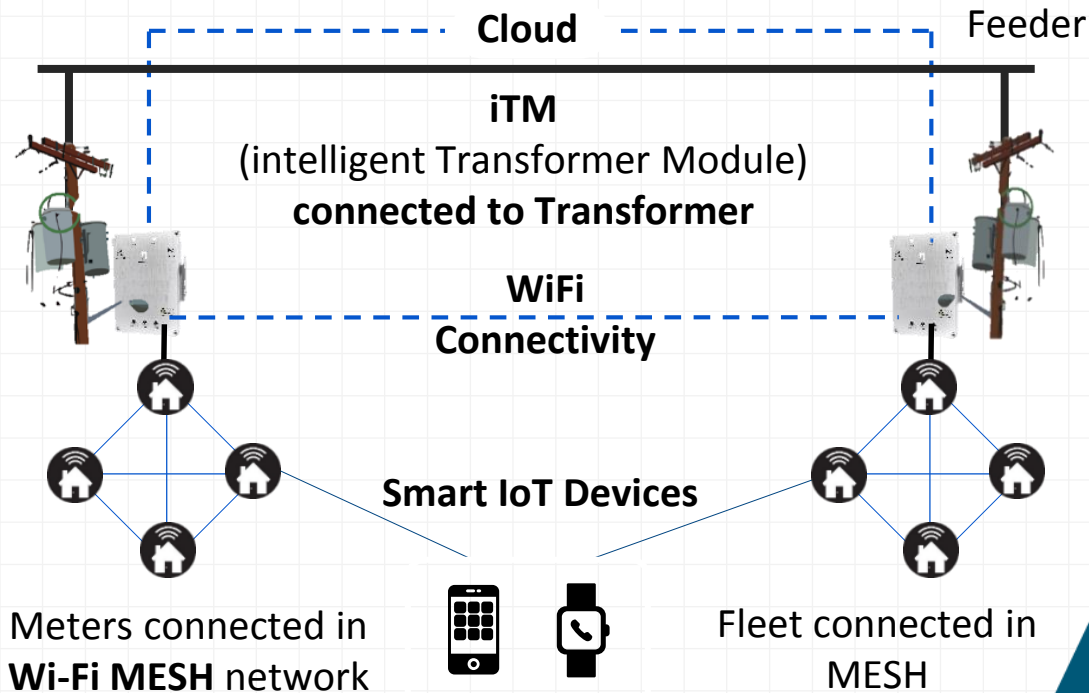 Cloud
Feeder
iTM
(intelligent Transformer Module)
connected to Transformer
WiFi
Connectivity
Smart IoT Devices
Meters connected in
Wi-Fi MESH network
Fleet connected in
MESH